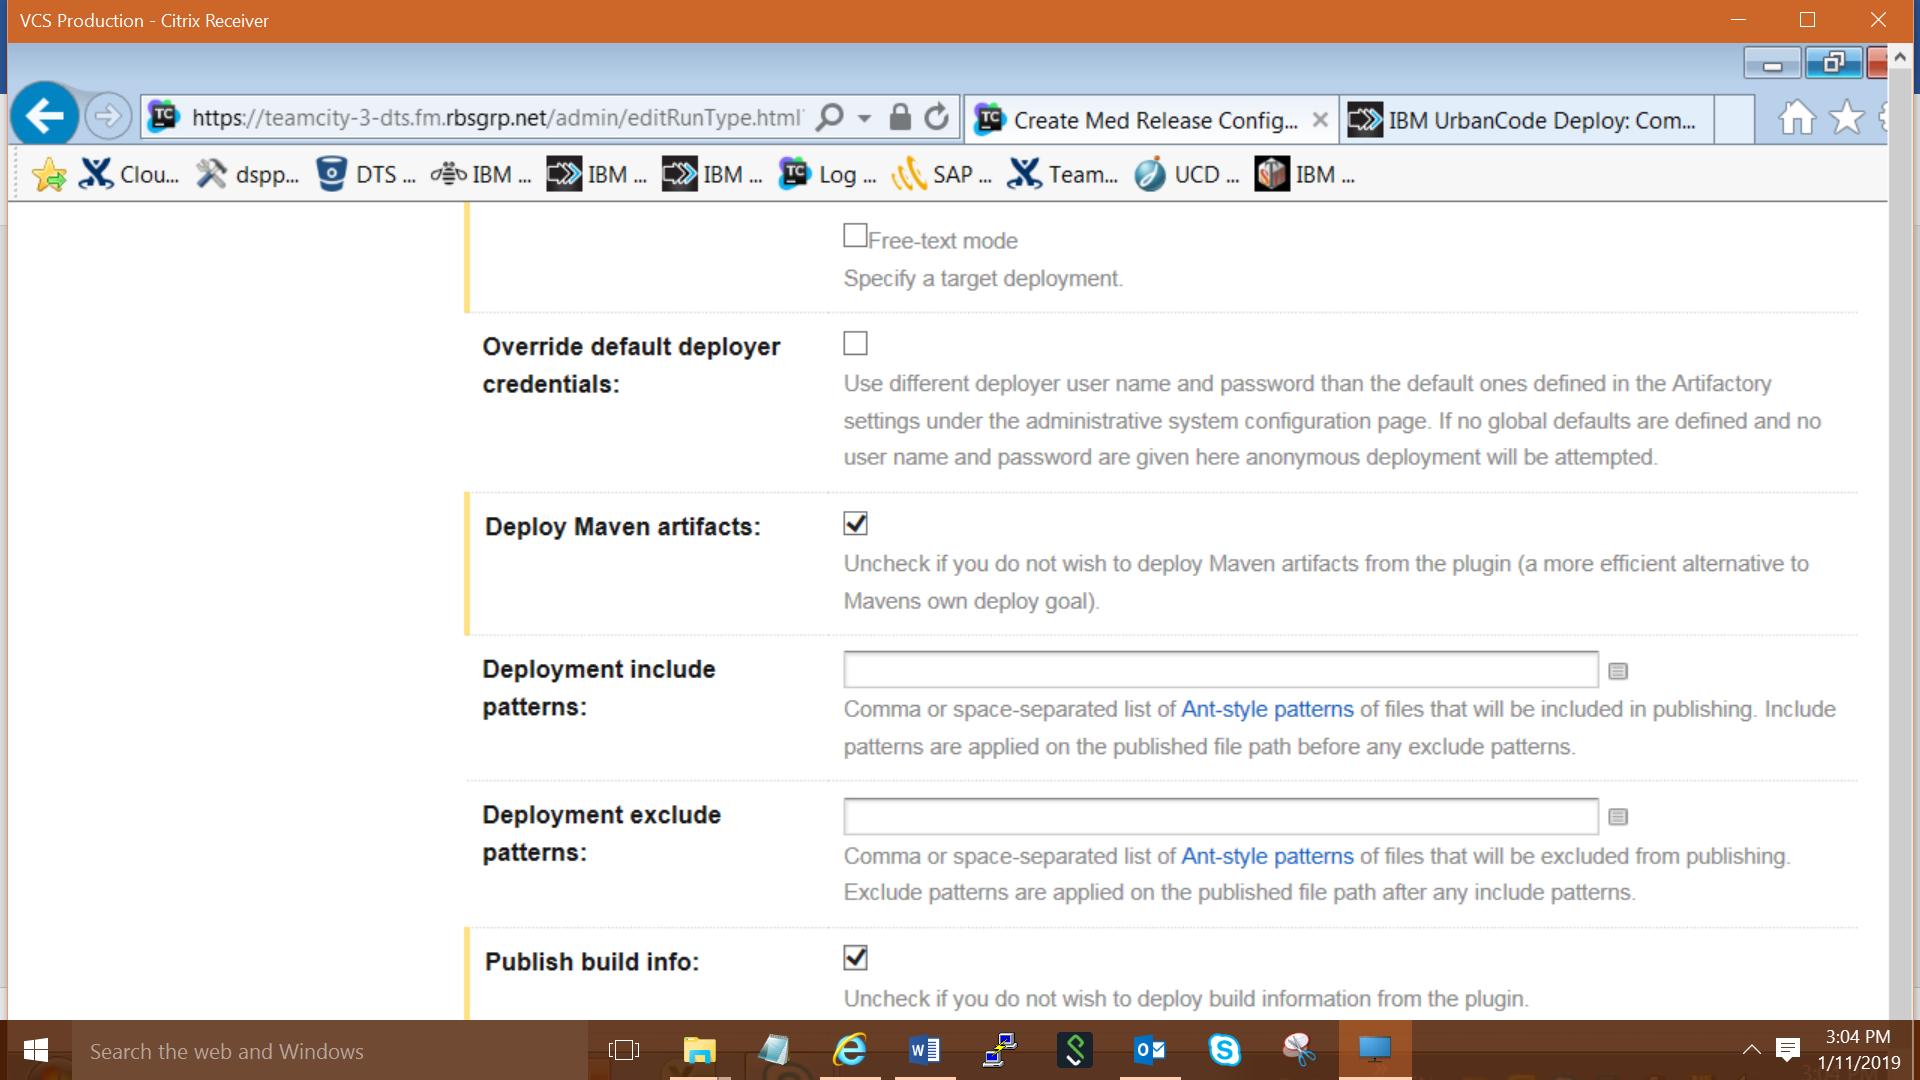 VCS Production - Citrix Receiver
https://teamcity-3-dts.fm.rbsgrp.net/admin/editRunType.html
Create Med Release Config...
IBM UrbanCode Deploy: Com...
Clou...
dspp...
DTS ...
IBM ...
IBM ...
IBM ...
Log ...
SAP ...
Team...
UCD ...
IBM ...
Free-text mode
Specify a target deployment.
Override default deployer
credentials:
Use different deployer user name and password than the default ones defined in the Artifactory
settings under the administrative system configuration page. If no global defaults are defined and no
user name and password are given here anonymous deployment will be attempted.
Deploy Maven artifacts:
Uncheck if you do not wish to deploy Maven artifacts from the plugin (a more efficient alternative to
Mavens own deploy goal).
Deployment include
patterns:
Comma or space-separated list of Ant-style patterns of files that will be included in publishing. Include
patterns are applied on the published file path before any exclude patterns.
Deployment exclude
patterns:
Comma or space-separated list of Ant-style patterns of files that will be excluded from publishing.
Exclude patterns are applied on the published file path after any include patterns.
Publish build info:
Uncheck if you do not wish to deploy build information from the plugin.
Search the web and Windows
3:04 PM
1/11/2019